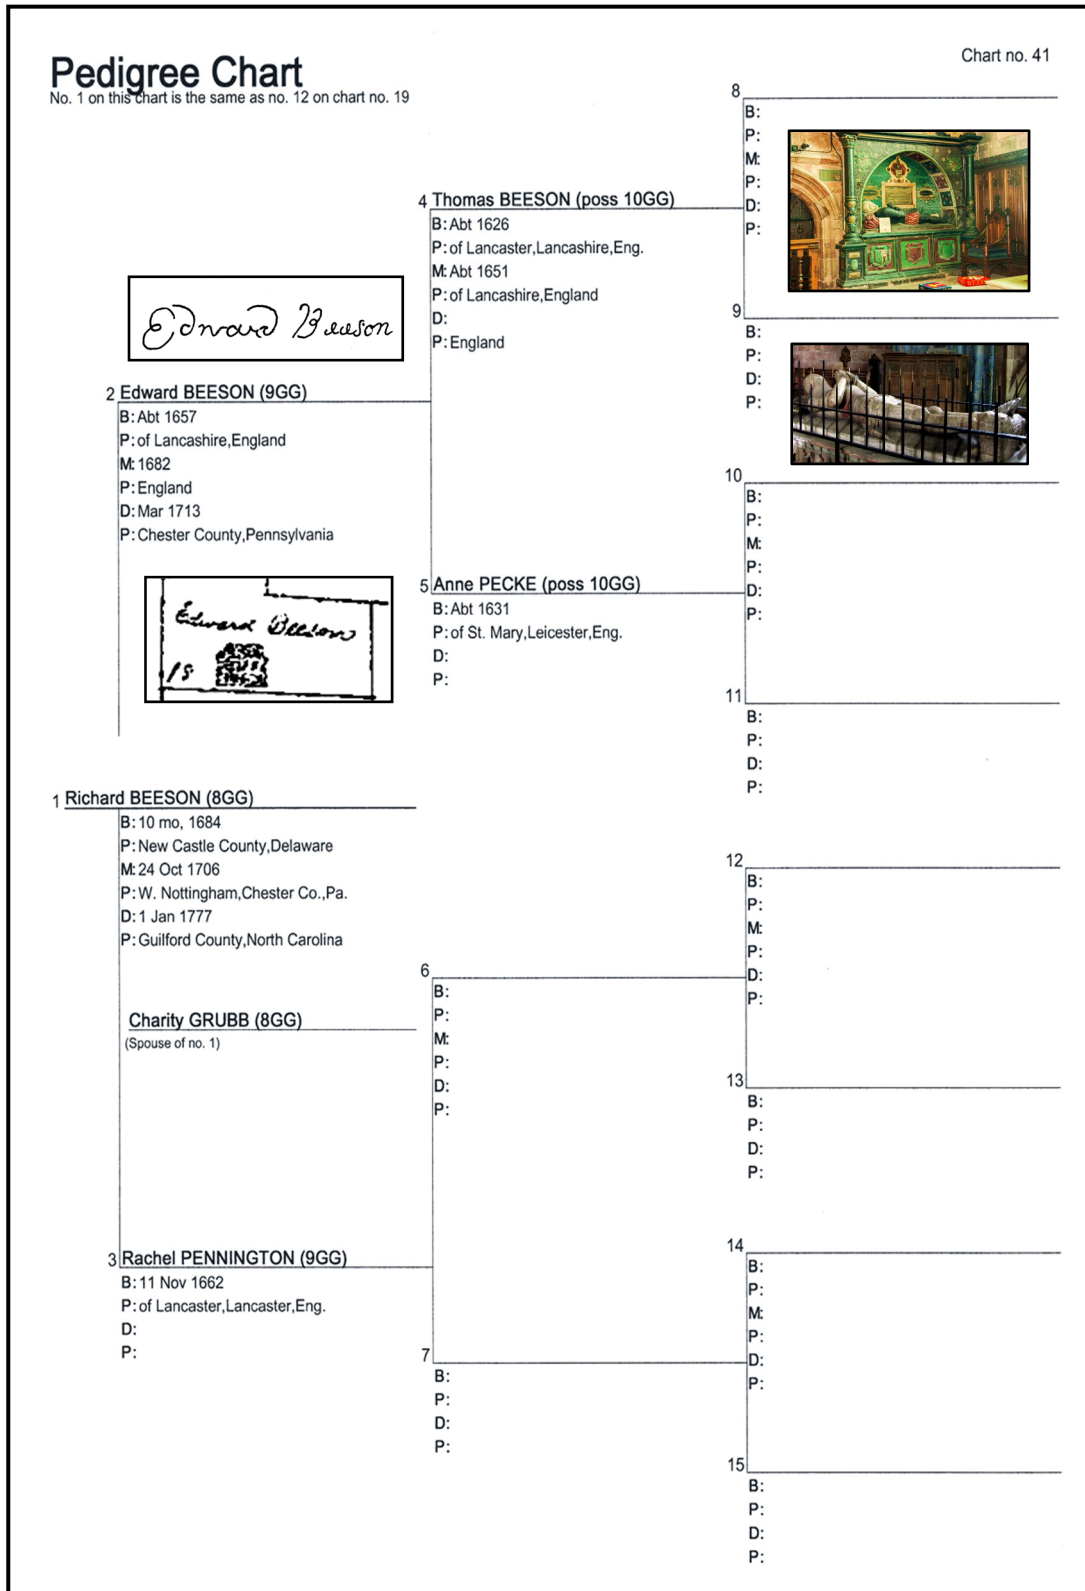 Pedigree Chart
No. 1 on this chart is the same as no. 12 on chart no. 19
Chart no. 41
8
B:
P:
M:
P:
D:
P:
4 Thomas BEESON (poss 10GG)
B: Abt 1626
P: of Lancaster,Lancashire,Eng.
M: Abt 1651
P: of Lancashire,England
D:
P: England
9
B:
P:
D:
P:
Edward Beeson
2 Edward BEESON (9GG)
B: Abt 1657
P: of Lancashire,England
M: 1682
P: England
D: Mar 1713
P: Chester County,Pennsylvania
10
B:
P:
M:
P:
D:
P:
5 Anne PECKE (poss 10GG)
B: Abt 1631
P: of St. Mary,Leicester,Eng.
D:
P:
Edward Beeson
18
11
B:
P:
D:
P:
1 Richard BEESON (8GG)
B: 10 mo, 1684
P: New Castle County,Delaware
M: 24 Oct 1706
P: W. Nottingham,Chester Co.,Pa.
D: 1 Jan 1777
P: Guilford County,North Carolina
Charity GRUBB (8GG)
(Spouse of no. 1)
12
B:
P:
M:
P:
D:
P:
6
B:
P:
M:
P:
D:
P:
13
B:
P:
D:
P:
3 Rachel PENNINGTON (9GG)
B: 11 Nov 1662
P: of Lancaster,Lancaster,Eng.
D:
P:
14
B:
P:
M:
P:
D:
P:
7
B:
P:
D:
P:
15
B:
P:
D:
P: